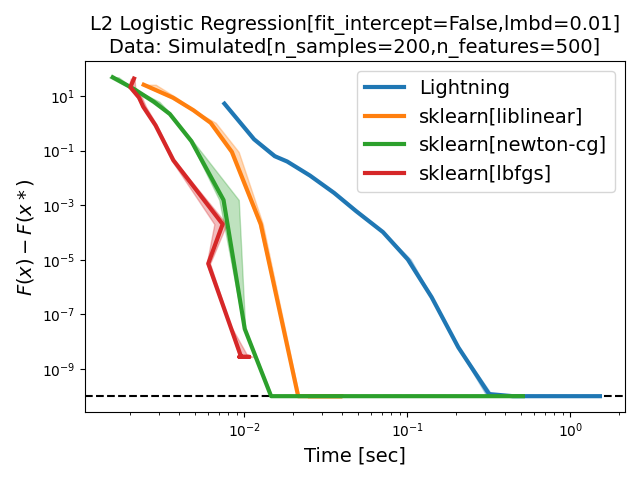 L2 Logistic Regression[fit_intercept=False,lmbd=0.01]
Data: Simulated[n_samples=200,n_features=500]
Lightning
sklearn[liblinear]
sklearn[newton-cg]
sklearn[lbfgs]
F(x) − F(x*)
10¹
10⁻¹
10⁻³
10⁻⁵
10⁻⁷
10⁻⁹
10⁻² 10⁻¹ 10⁰
Time [sec]